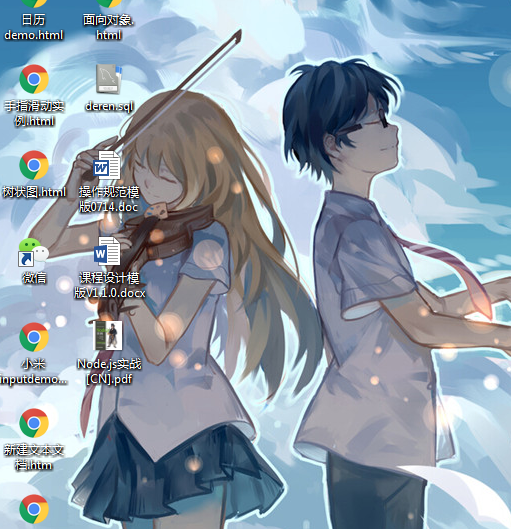 日历
demo.html
面向对象.
html
手指滑动实
例.html
deren.sql
树状图.html
操作规范模
版0714.doc
微信
课程设计模
版V1.1.0.docx
小米
inputdemo...
Node.js实战
[CN].pdf
新建文本文
档.htm